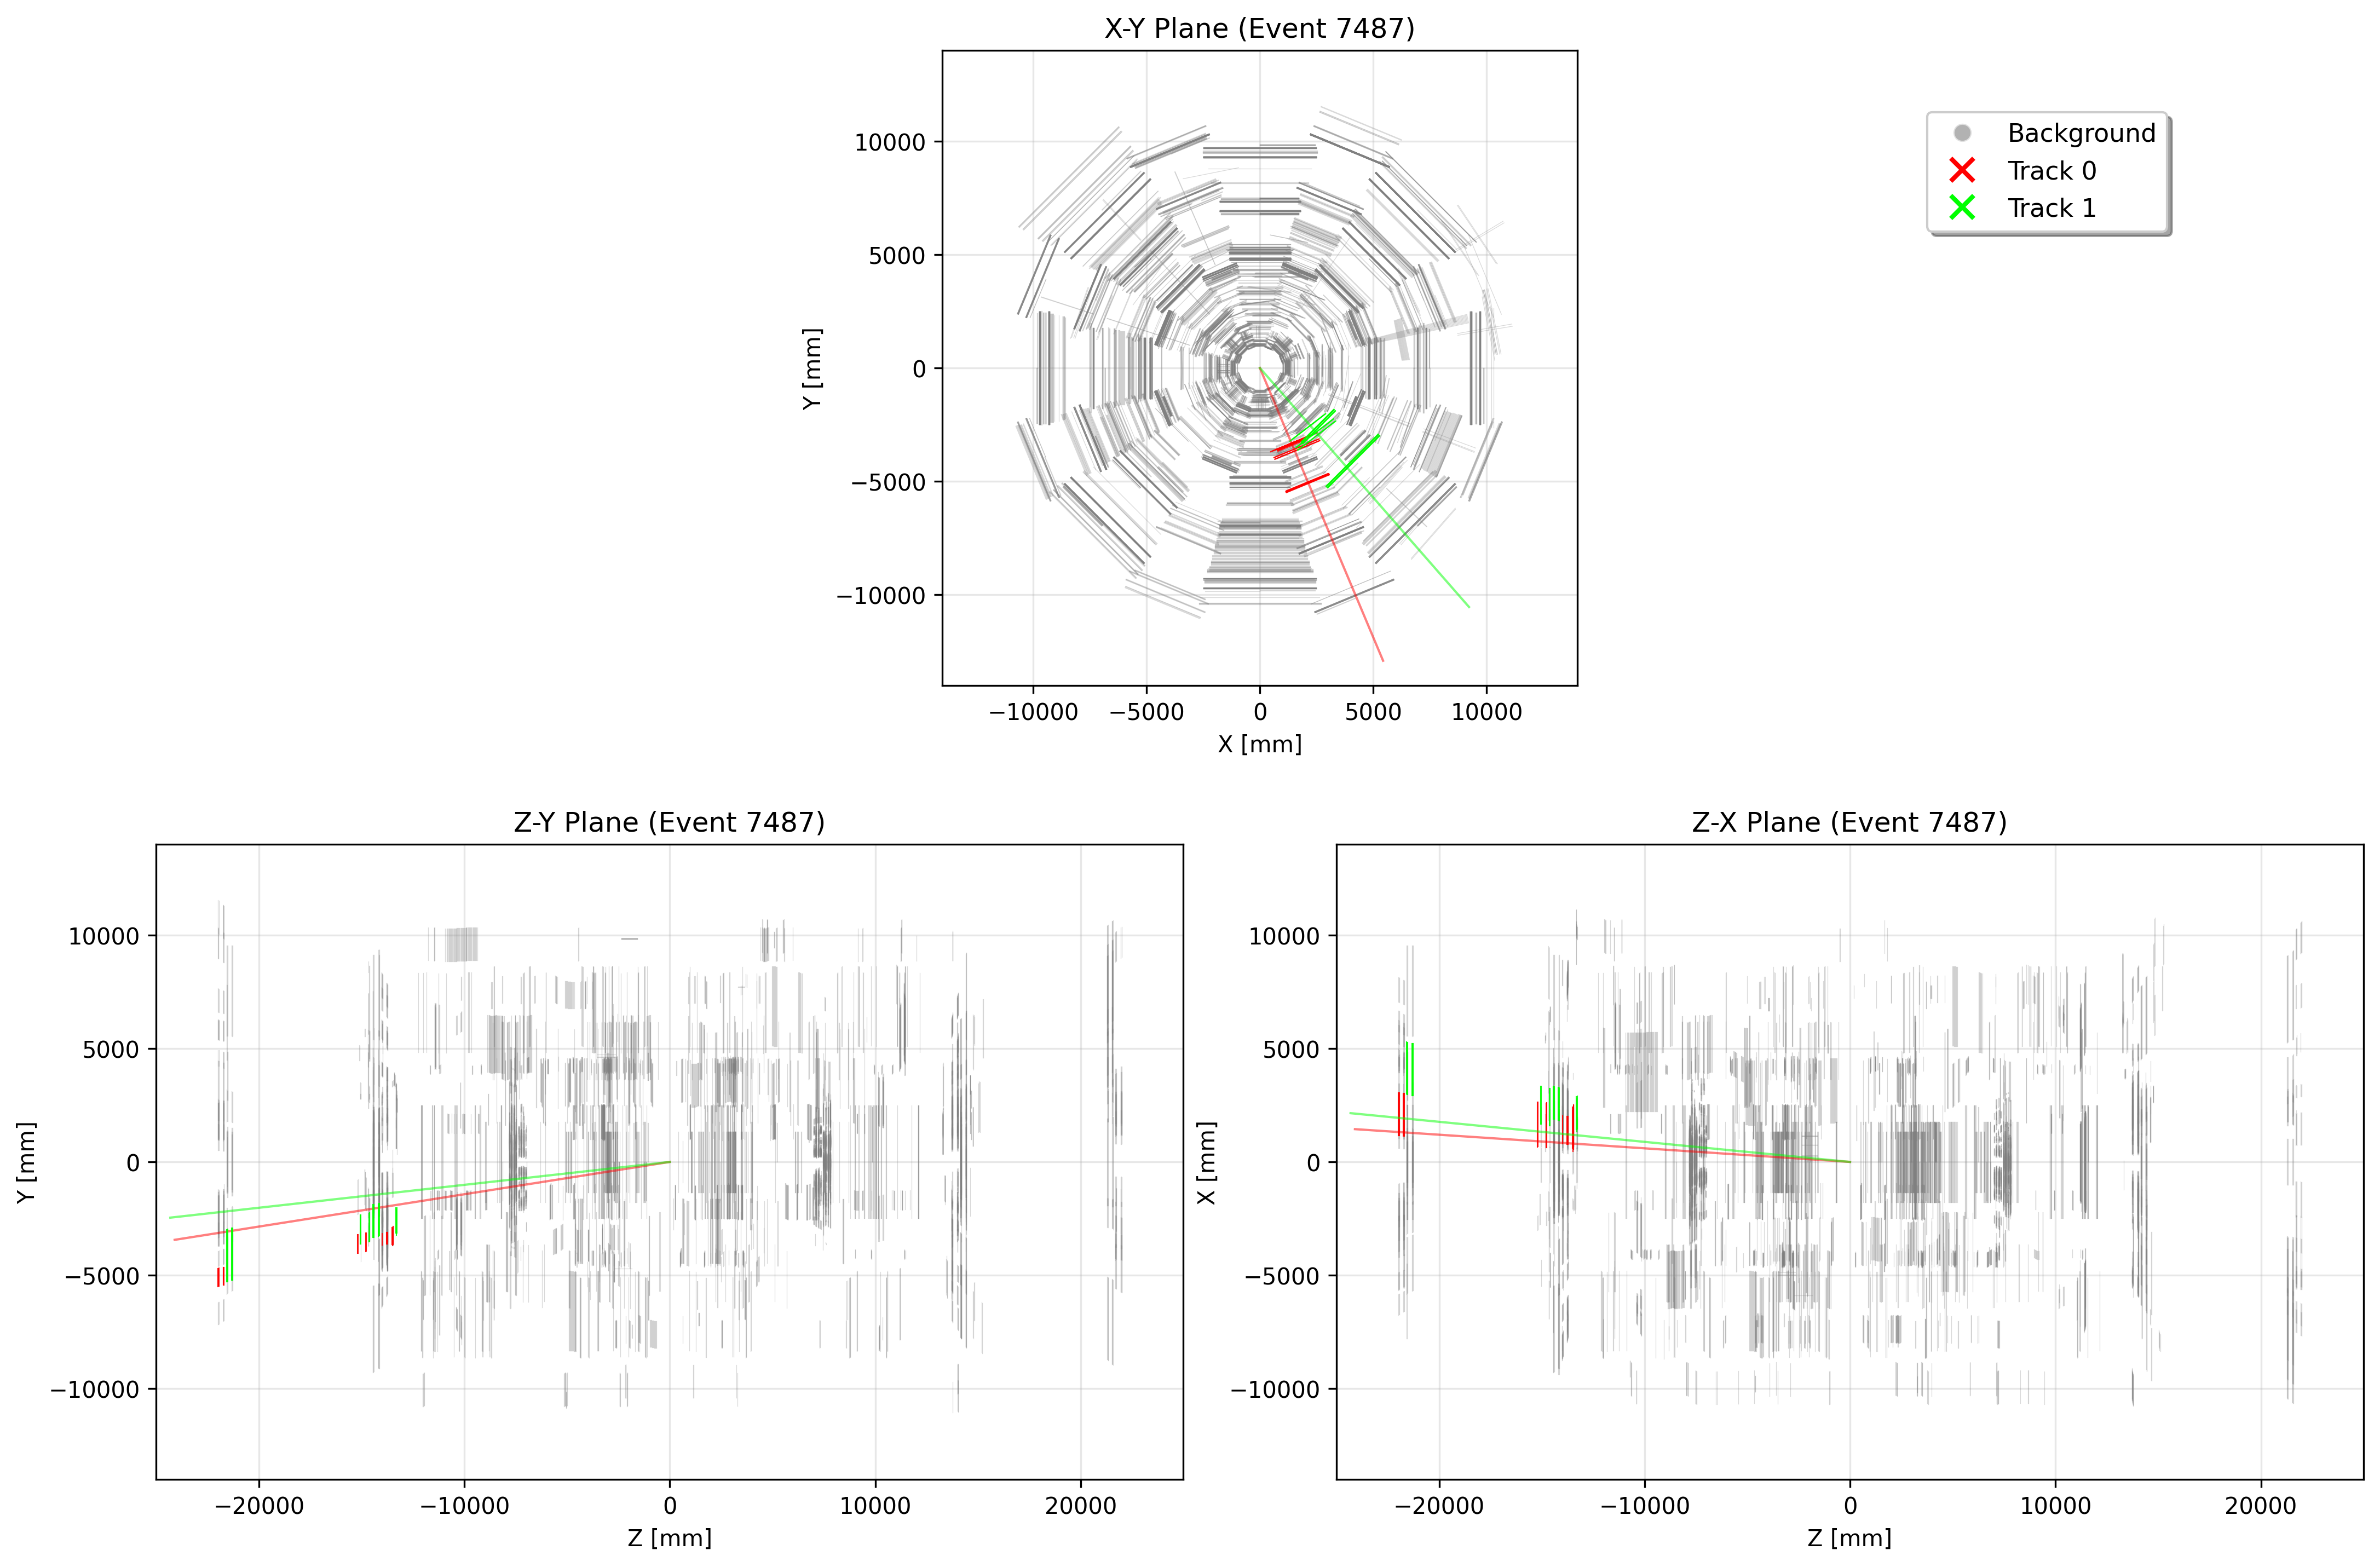 X-Y Plane (Event 7487)
Y [mm]
10000
5000
0
−5000
−10000
−10000 −5000 0 5000 10000
X [mm]
Background
Track 0
Track 1
Z-Y Plane (Event 7487)
Y [mm]
10000
5000
0
−5000
−10000
−20000 −10000 0 10000 20000
Z [mm]
Z-X Plane (Event 7487)
X [mm]
10000
5000
0
−5000
−10000
−20000 −10000 0 10000 20000
Z [mm]